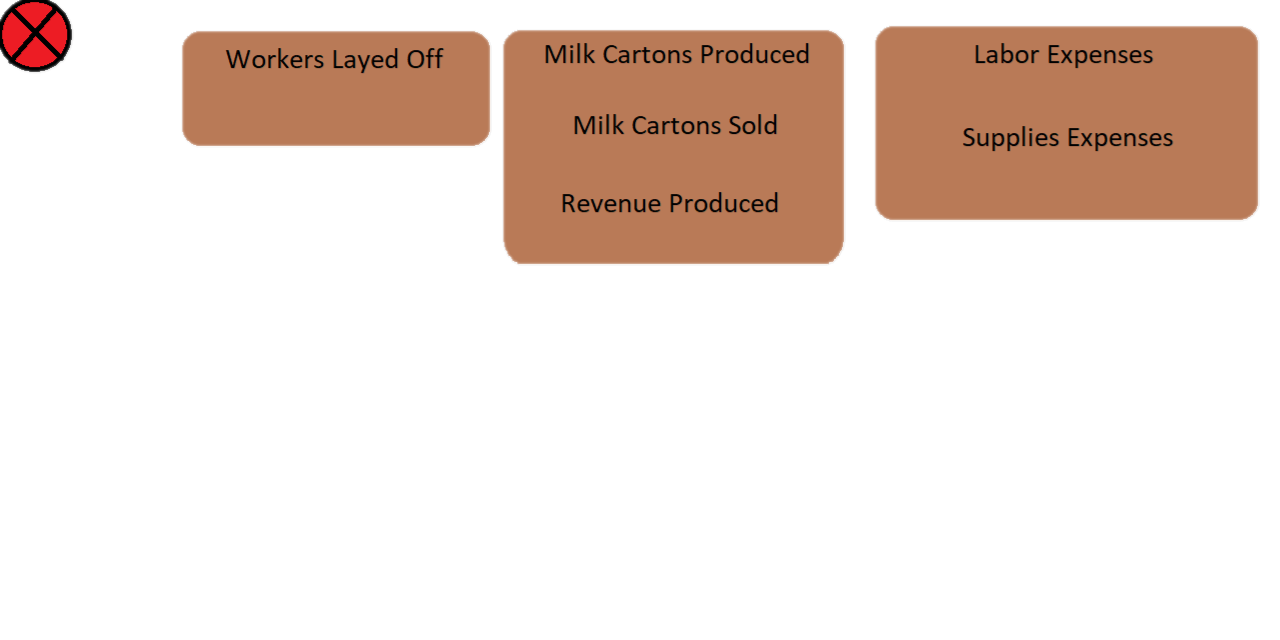 Workers Layed Off
Milk Cartons Produced
Milk Cartons Sold
Revenue Produced
Labor Expenses
Supplies Expenses